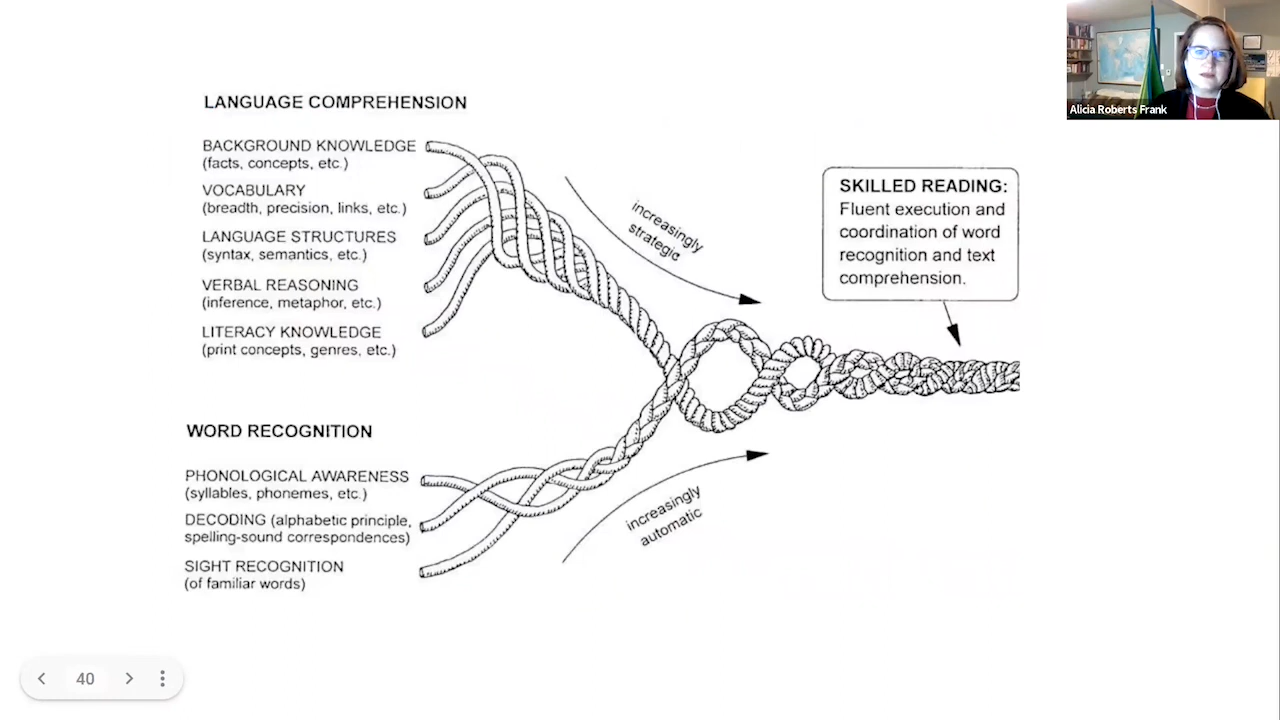 LANGUAGE COMPREHENSION
BACKGROUND KNOWLEDGE
(facts, concepts, etc.)
VOCABULARY
(breadth, precision, links, etc.)
LANGUAGE STRUCTURES
(syntax, semantics, etc.)
VERBAL REASONING
(inference, metaphor, etc.)
LITERACY KNOWLEDGE
(print concepts, genres, etc.)
increasingly
strategic
SKILLED READING:
Fluent execution and
coordination of word
recognition and text
comprehension.
WORD RECOGNITION
PHONOLOGICAL AWARENESS
(syllables, phonemes, etc.)
DECODING (alphabetic principle,
spelling-sound correspondences)
SIGHT RECOGNITION
(of familiar words)
increasingly
automatic
Alicia Roberts Frank
40